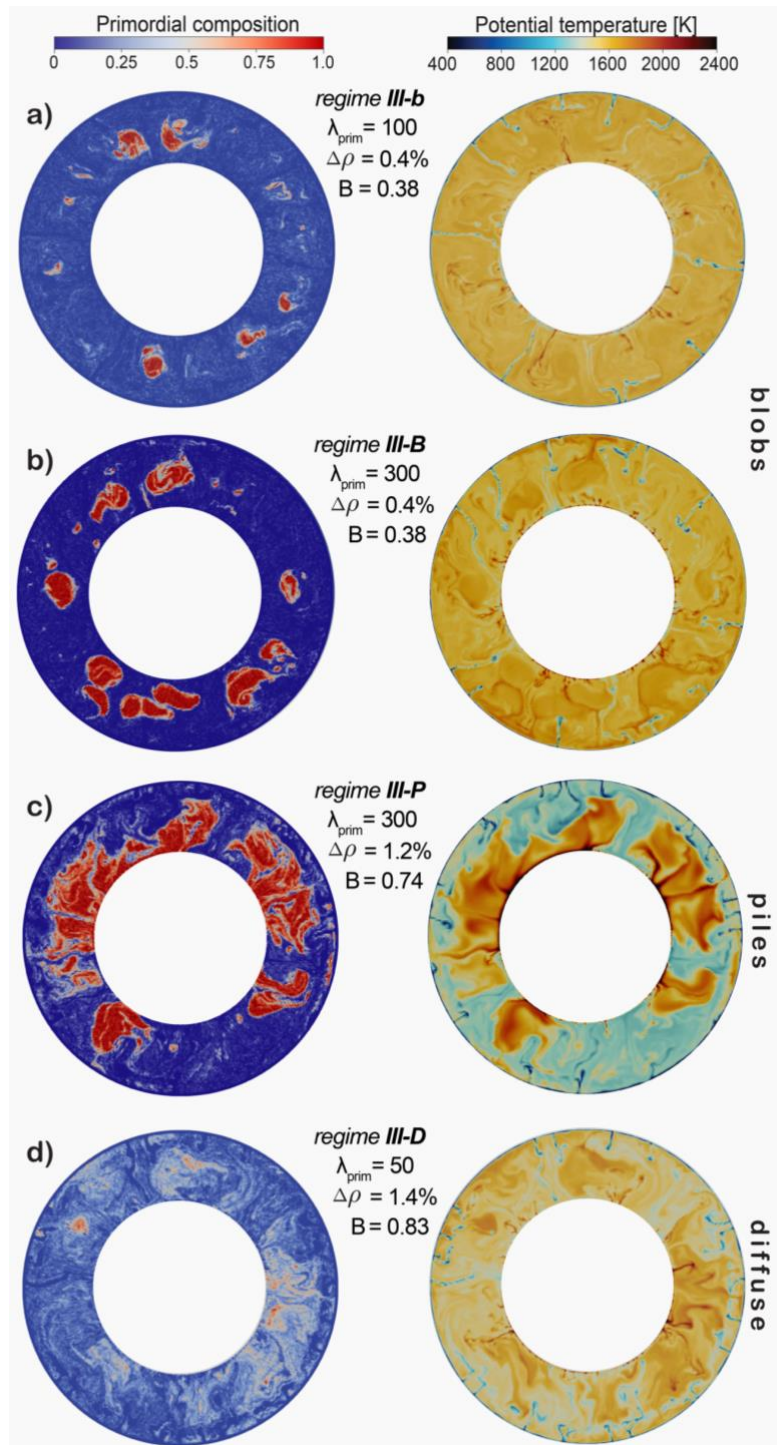 Primordial composition
Potential temperature [K]
0 0.25 0.50 0.75 1.0
400 800 1200 1600 2000 2400
a)
regime III-b
λprim = 100
Δρ = 0.4%
B = 0.38
b)
regime III-B
λprim = 300
Δρ = 0.4%
B = 0.38
blobs
c)
regime III-P
λprim = 300
Δρ = 1.2%
B = 0.74
piles
d)
regime III-D
λprim = 50
Δρ = 1.4%
B = 0.83
diffuse